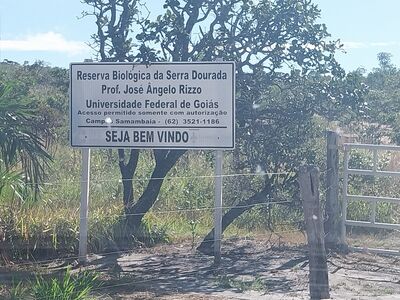 Reserva Biológica da Serra Dourada
Prof. José Ângelo Rizzo
Universidade Federal de Goiás
Acesso permitido somente com autorização
Campus Samambaia - (62) 3521-1186
SEJA BEM VINDO